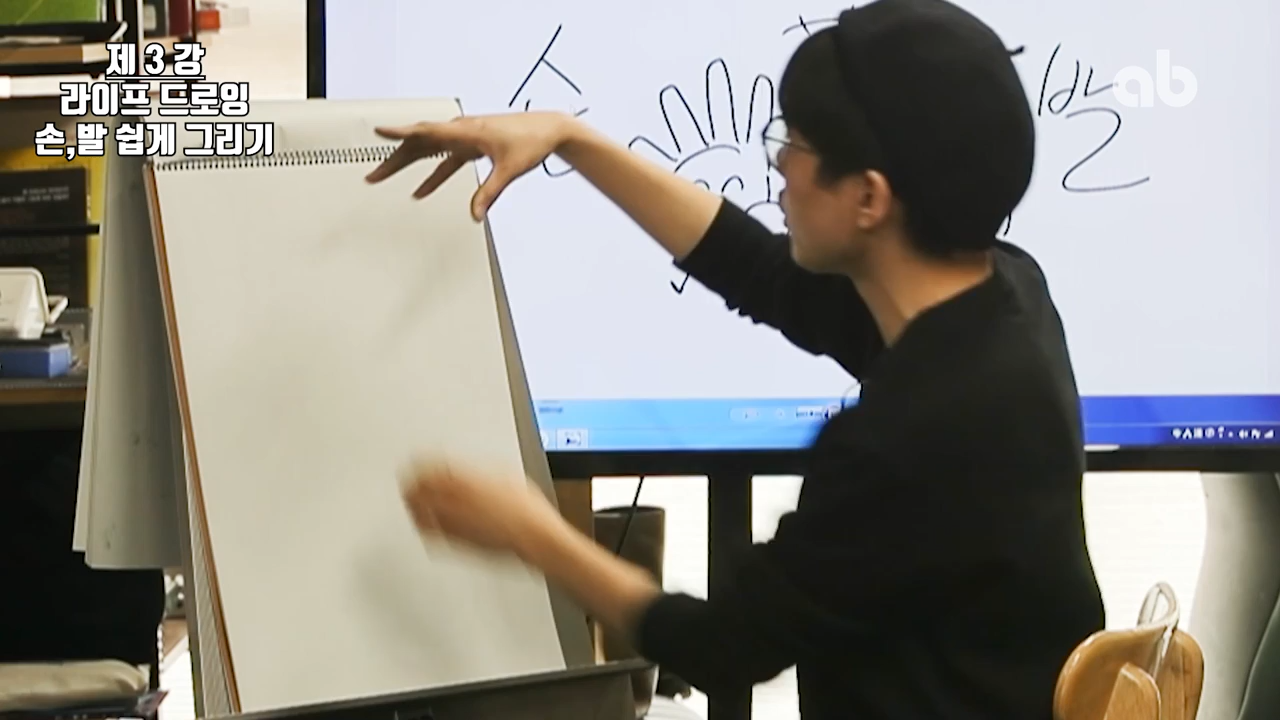 제 3 강
라이프 드로잉
손,발 쉽게 그리기
ab
손
발